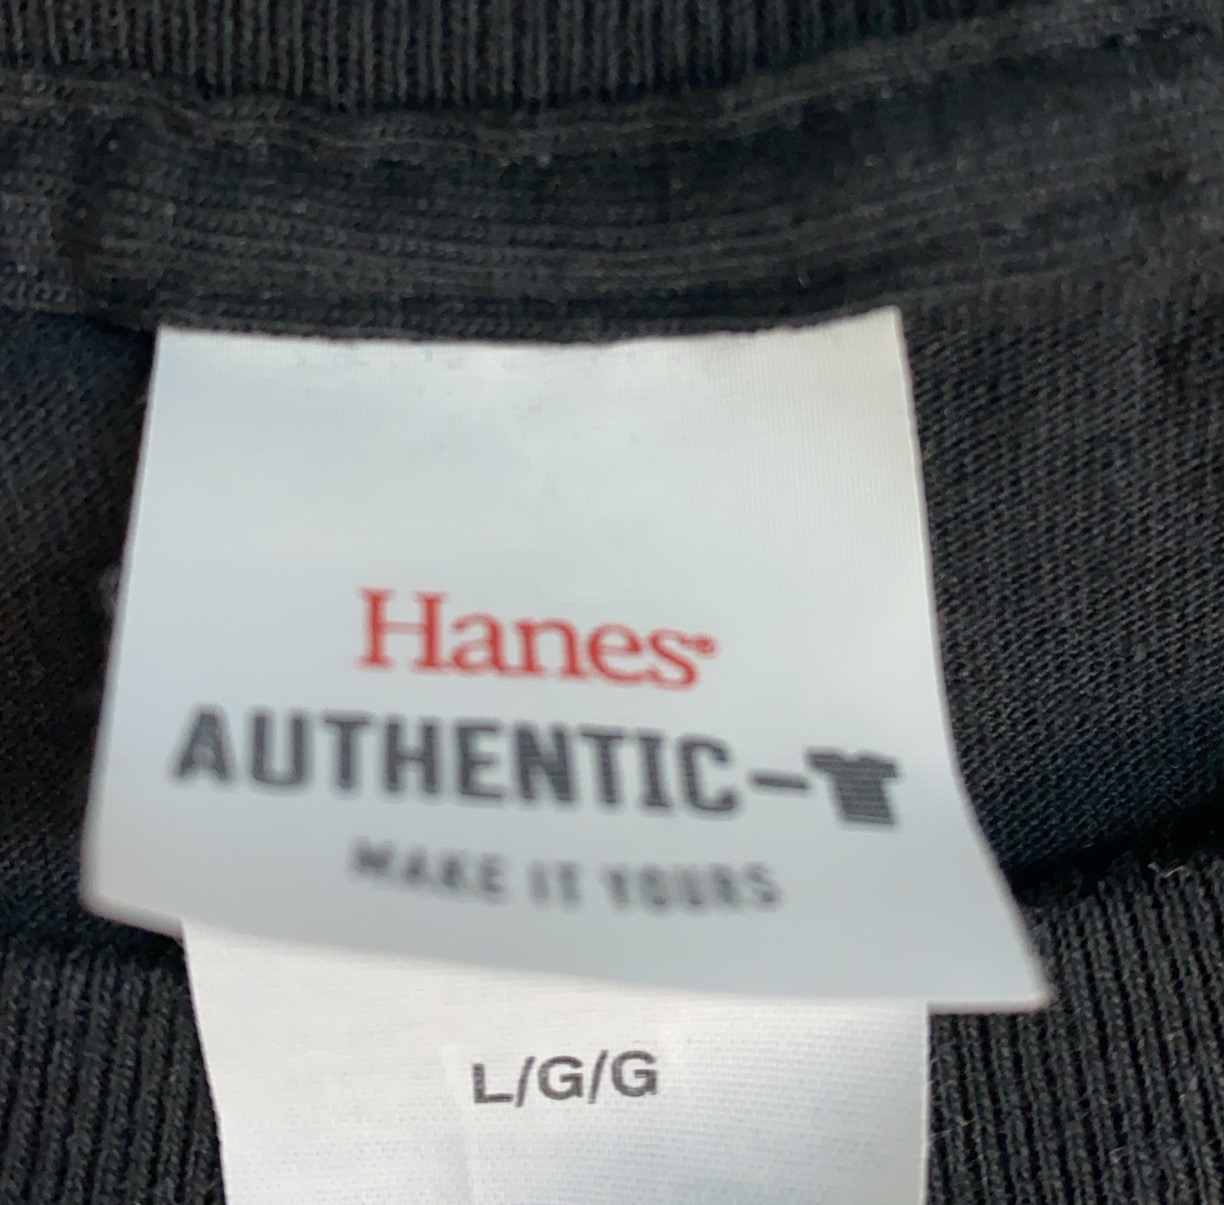 Hanes
AUTHENTIC-
MAKE IT YOURS
L/G/G